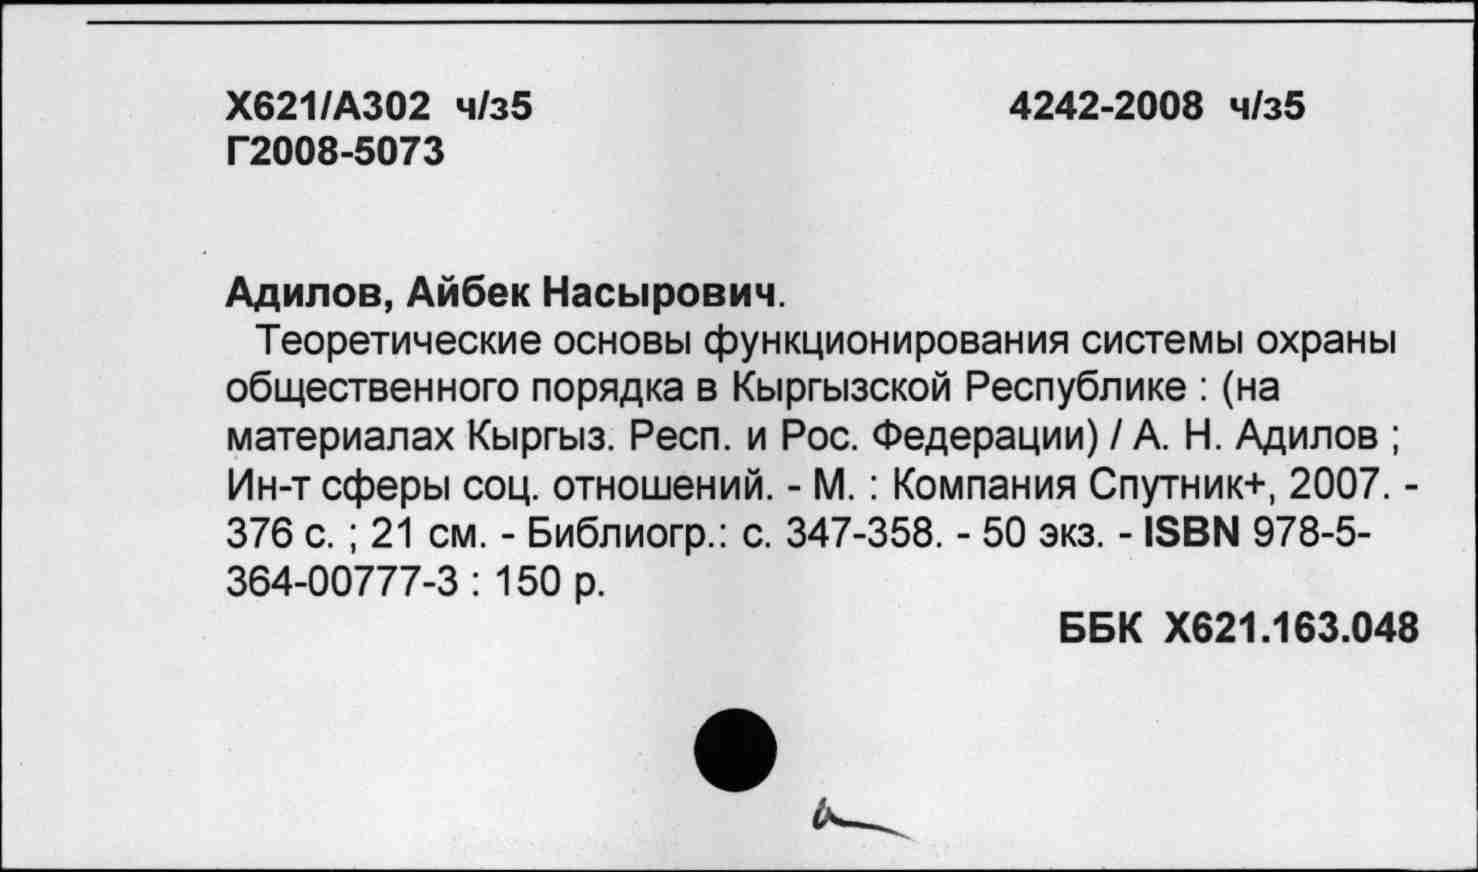 Х621/А302 ч/з5 4242-2008 ч/з5
Г2008-5073
Адилов, Айбек Насырович.
Теоретические основы функционирования системы охраны
общественного порядка в Кыргызской Республике : (на
материалах Кыргыз. Респ. и Рос. Федерации) / А. Н. Адилов ;
Ин-т сферы соц. отношений. - М. : Компания Спутник+, 2007. -
376 с. ; 21 см. - Библиогр.: с. 347-358. - 50 экз. - ISBN 978-5-
364-00777-3 : 150 р.
ББК Х621.163.048